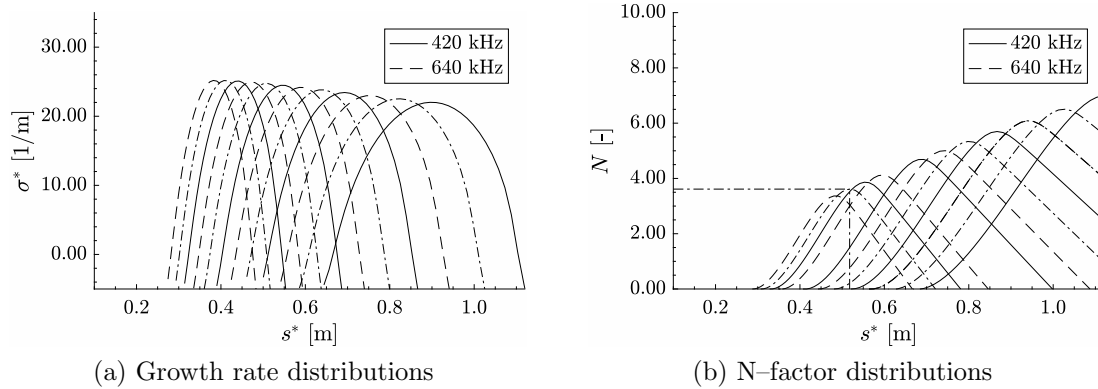 30.00
20.00
10.00
0.00
σ* [1/m]
0.2 0.4 0.6 0.8 1.0
s* [m]
420 kHz
640 kHz
(a) Growth rate distributions
10.00
8.00
6.00
4.00
2.00
0.00
N [-]
0.2 0.4 0.6 0.8 1.0
s* [m]
420 kHz
640 kHz
(b) N–factor distributions